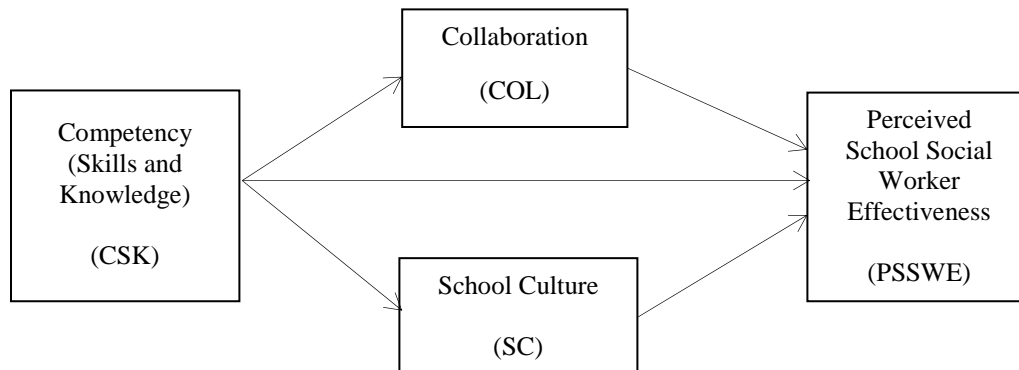 Collaboration
(COL)
Competency
(Skills and
Knowledge)
(CSK)
Perceived
School Social
Worker
Effectiveness
(PSSWE)
School Culture
(SC)